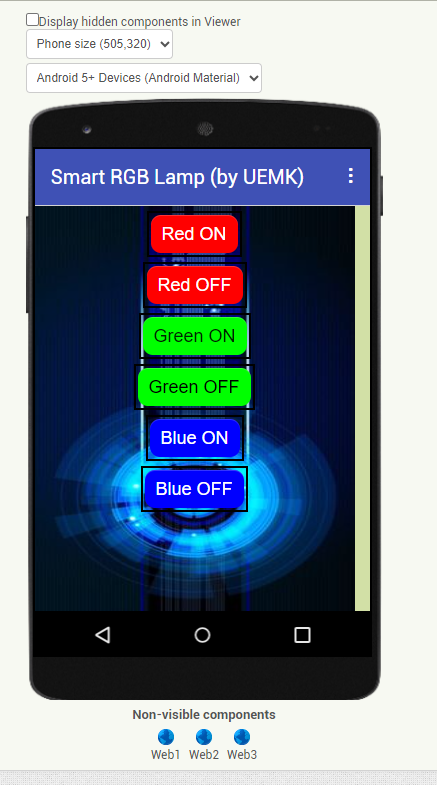 Display hidden components in Viewer
Phone size (505,320)
Android 5+ Devices (Android Material)
Smart RGB Lamp (by UEMK)
Red ON
Red OFF
Green ON
Green OFF
Blue ON
Blue OFF
Non-visible components
Web1 Web2 Web3